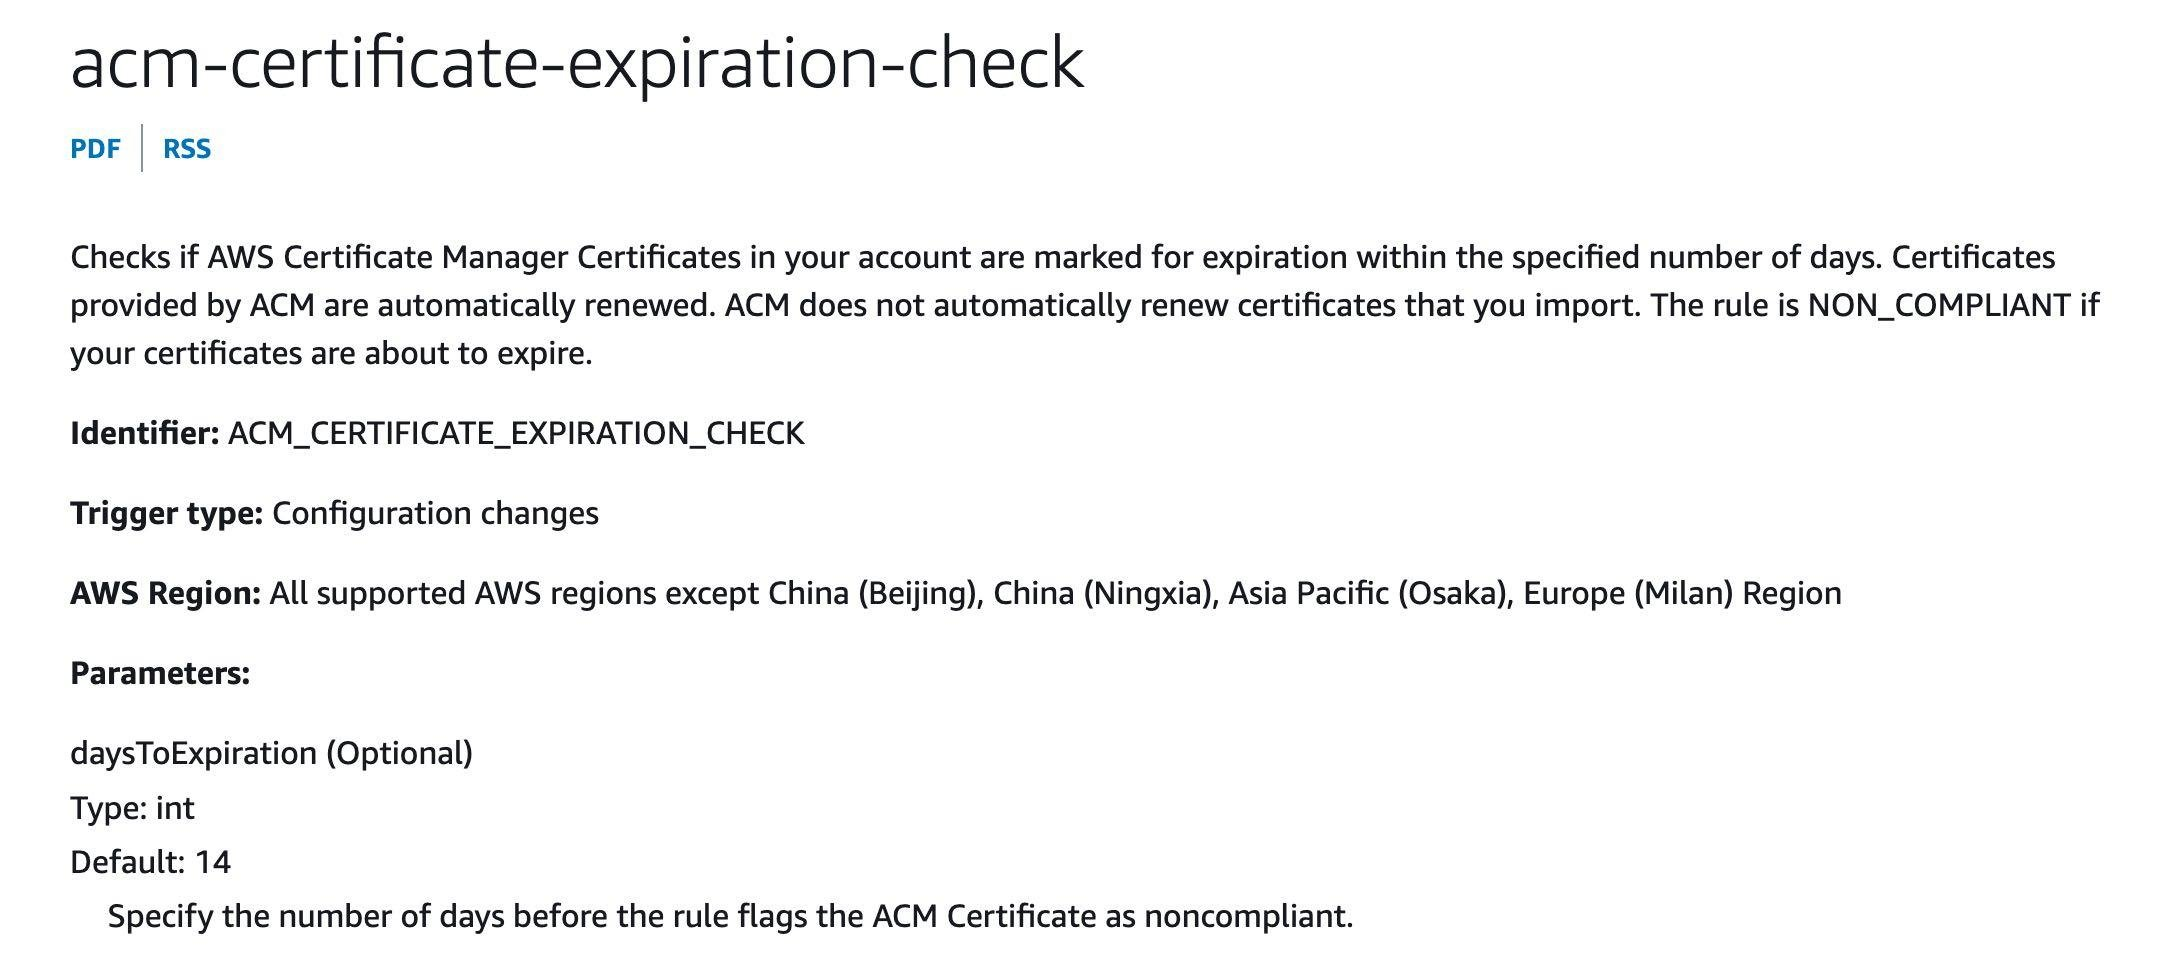 acm-certificate-expiration-check
PDF | RSS
Checks if AWS Certificate Manager Certificates in your account are marked for expiration within the specified number of days. Certificates
provided by ACM are automatically renewed. ACM does not automatically renew certificates that you import. The rule is NON_COMPLIANT if
your certificates are about to expire.
Identifier: ACM_CERTIFICATE_EXPIRATION_CHECK
Trigger type: Configuration changes
AWS Region: All supported AWS regions except China (Beijing), China (Ningxia), Asia Pacific (Osaka), Europe (Milan) Region
Parameters:
daysToExpiration (Optional)
Type: int
Default: 14
Specify the number of days before the rule flags the ACM Certificate as noncompliant.